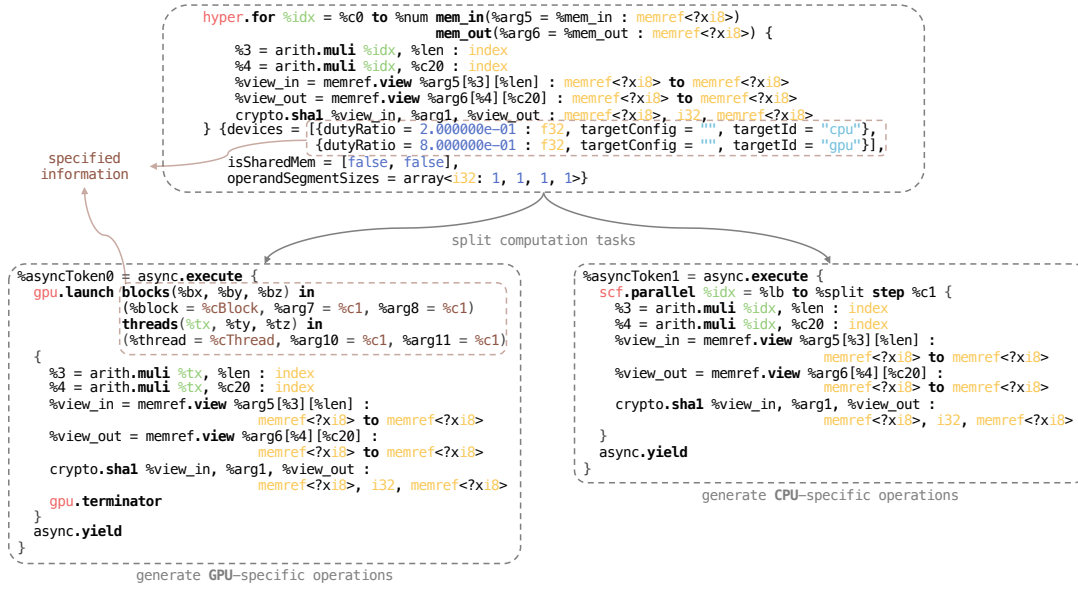 hyper.for %idx = %c0 to %num mem_in(%arg5 = %mem_in : memref<?xi8>)
mem_out(%arg6 = %mem_out : memref<?xi8>) {
%3 = arith.muli %idx, %len : index
%4 = arith.muli %idx, %c20 : index
%view_in = memref.view %arg5[%3][%len] : memref<?xi8> to memref<?xi8>
%view_out = memref.view %arg6[%4][%c20] : memref<?xi8> to memref<?xi8>
crypto.sha1 %view_in, %arg1, %view_out : memref<?xi8>, i32, memref<?xi8>
} {devices = [{dutyRatio = 2.000000e-01 : f32, targetConfig = "", targetId = "cpu"},
{dutyRatio = 8.000000e-01 : f32, targetConfig = "", targetId = "gpu"}],
isSharedMem = [false, false],
operandSegmentSizes = array<i32: 1, 1, 1, 1>}
specified
information
split computation tasks
%asyncToken0 = async.execute {
gpu.launch blocks(%bx, %by, %bz) in
(%block = %cBlock, %arg7 = %c1, %arg8 = %c1)
threads(%tx, %ty, %tz) in
(%thread = %cThread, %arg10 = %c1, %arg11 = %c1)
{
%3 = arith.muli %tx, %len : index
%4 = arith.muli %tx, %c20 : index
%view_in = memref.view %arg5[%3][%len] :
memref<?xi8> to memref<?xi8>
%view_out = memref.view %arg6[%4][%c20] :
memref<?xi8> to memref<?xi8>
crypto.sha1 %view_in, %arg1, %view_out :
memref<?xi8>, i32, memref<?xi8>
gpu.terminator
}
async.yield
}
generate GPU-specific operations
%asyncToken1 = async.execute {
scf.parallel %idx = %lb to %split step %c1 {
%3 = arith.muli %idx, %len : index
%4 = arith.muli %idx, %c20 : index
%view_in = memref.view %arg5[%3][%len] :
memref<?xi8> to memref<?xi8>
%view_out = memref.view %arg6[%4][%c20] :
memref<?xi8> to memref<?xi8>
crypto.sha1 %view_in, %arg1, %view_out :
memref<?xi8>, i32, memref<?xi8>
}
async.yield
}
generate CPU-specific operations